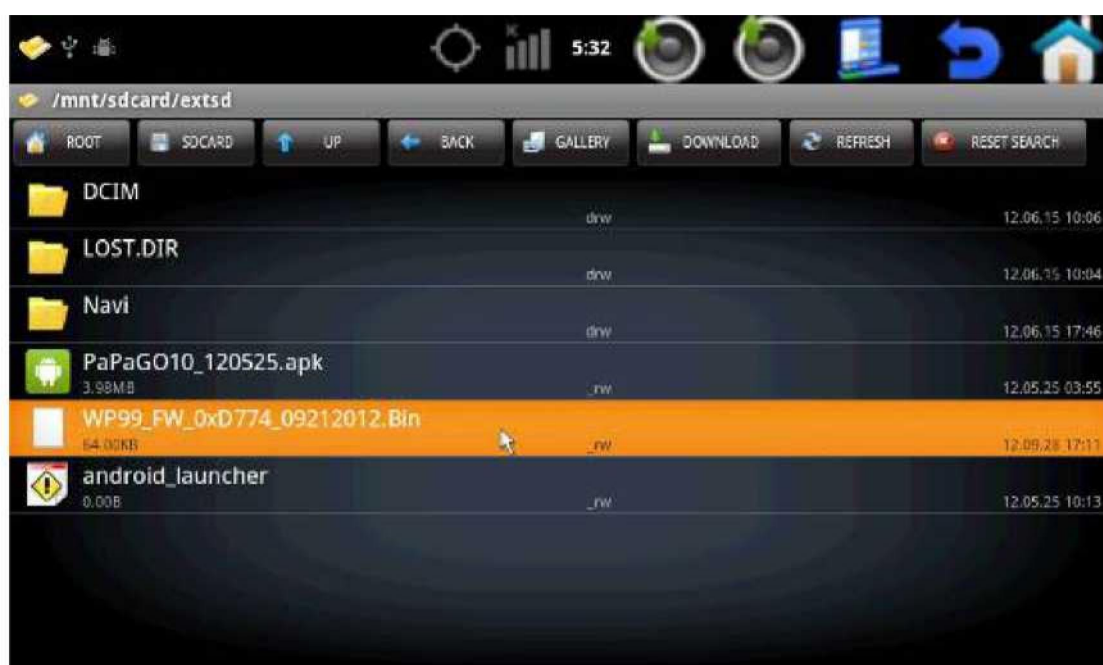 5:32
/mnt/sdcard/extsd
ROOT SDCARD UP BACK GALLERY DOWNLOAD REFRESH RESET SEARCH
DCIM
drw 12.06.15 10:06
LOST.DIR
drw 12.06.15 10:04
Navi
drw 12.06.15 17:46
PaPaGO10_120525.apk
3.98MB _rw 12.05.25 03:55
WP99_FW_0xD774_09212012.Bin
64.00KB _rw 12.09.28 17:11
android_launcher
0.00B _rw 12.05.25 10:13